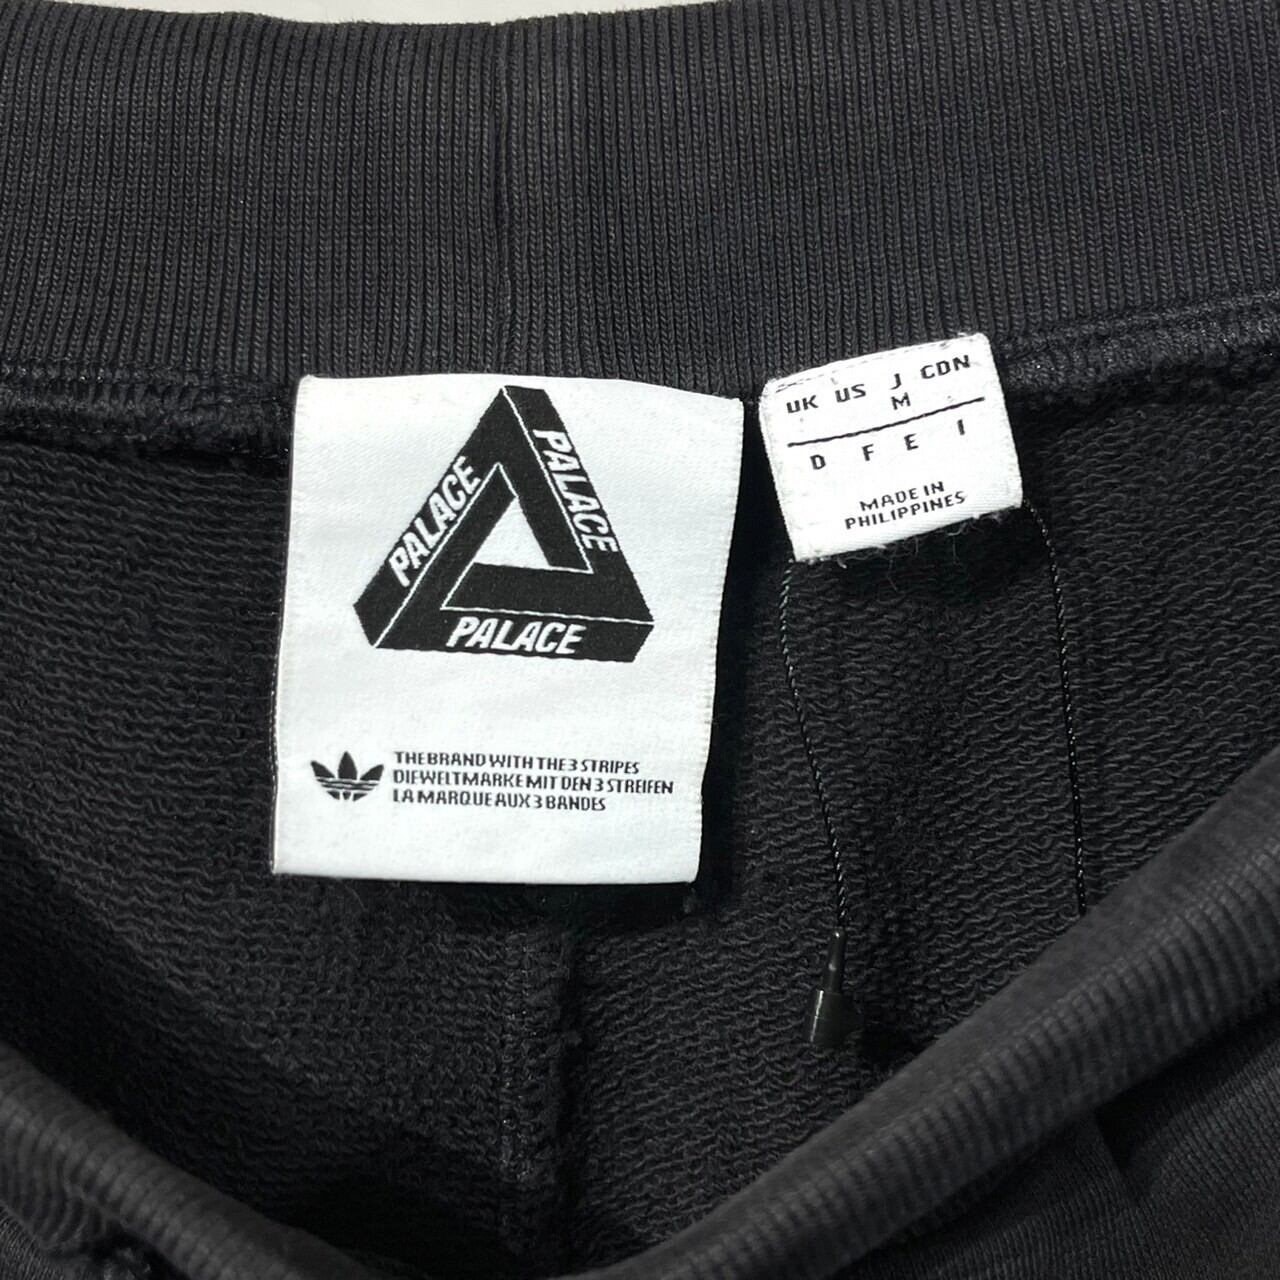 PALACE
PALACE
PALACE
THE BRAND WITH THE 3 STRIPES
DIE WELTMARKE MIT DEN 3 STREIFEN
LA MARQUE AUX 3 BANDES
UK US J CDN
M
D F E I
MADE IN
PHILIPPINES